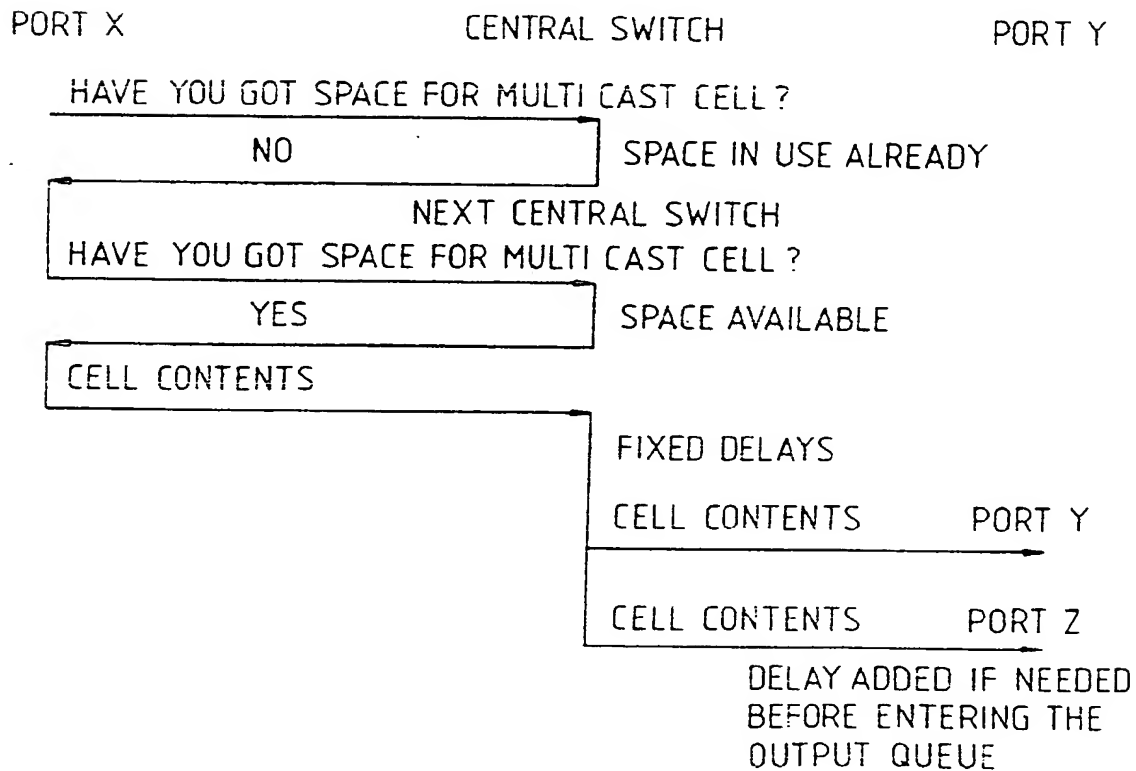 PORT X CENTRAL SWITCH PORT Y
HAVE YOU GOT SPACE FOR MULTI CAST CELL ?
NO SPACE IN USE ALREADY
NEXT CENTRAL SWITCH
HAVE YOU GOT SPACE FOR MULTI CAST CELL ?
YES SPACE AVAILABLE
CELL CONTENTS
FIXED DELAYS
CELL CONTENTS PORT Y
CELL CONTENTS PORT Z
DELAY ADDED IF NEEDED
BEFORE ENTERING THE
OUTPUT QUEUE